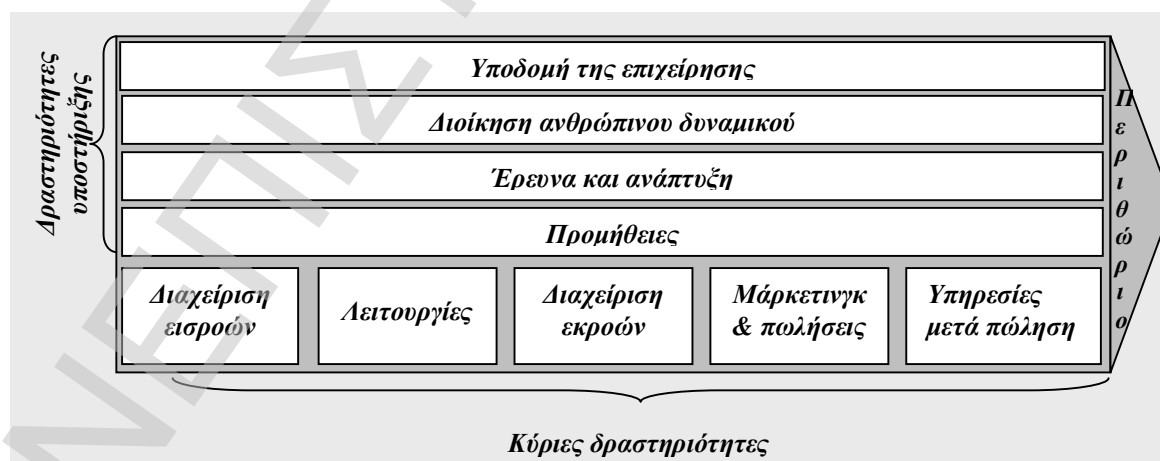 Δραστηριότητες
υποστήριξης
Υποδομή της επιχείρησης
Διοίκηση ανθρώπινου δυναμικού
Έρευνα και ανάπτυξη
Προμήθειες
Διαχείριση
εισροών
Λειτουργίες
Διαχείριση
εκροών
Μάρκετινγκ
& πωλήσεις
Υπηρεσίες
μετά πώληση
Περιθώριο
Κύριες δραστηριότητες